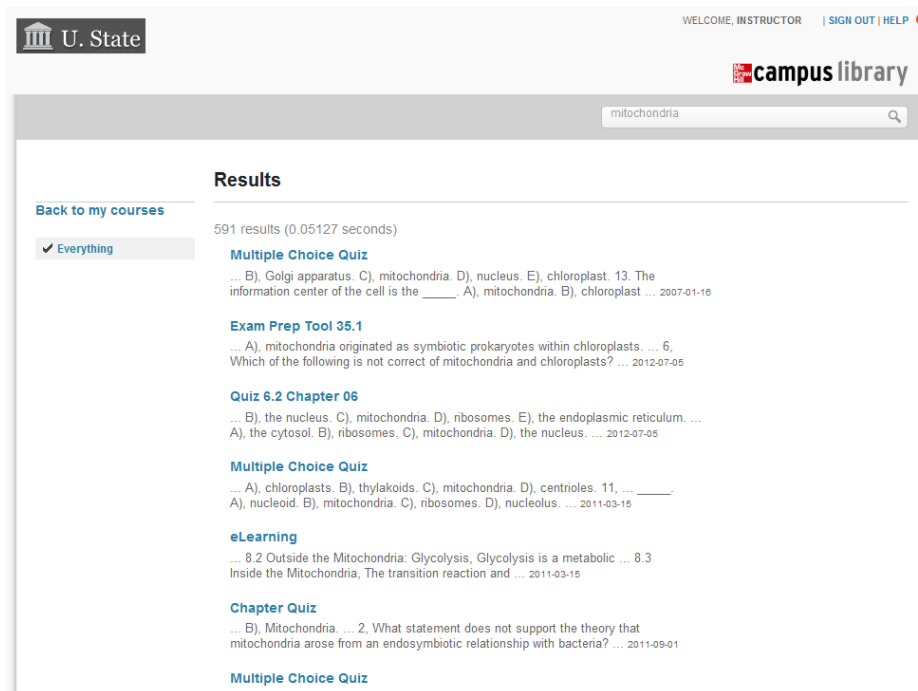 U. State
WELCOME, INSTRUCTOR | SIGN OUT | HELP
Mc Graw Hill campus library
mitochondria
Results
Back to my courses
✔ Everything
591 results (0.05127 seconds)
Multiple Choice Quiz
... B), Golgi apparatus. C), mitochondria. D), nucleus. E), chloroplast. 13. The
information center of the cell is the _____. A), mitochondria. B), chloroplast ... 2007-01-16
Exam Prep Tool 35.1
... A), mitochondria originated as symbiotic prokaryotes within chloroplasts. ... 6,
Which of the following is not correct of mitochondria and chloroplasts? ... 2012-07-05
Quiz 6.2 Chapter 06
... B), the nucleus. C), mitochondria. D), ribosomes. E), the endoplasmic reticulum. ...
A), the cytosol. B), ribosomes. C), mitochondria. D), the nucleus. ... 2012-07-05
Multiple Choice Quiz
... A), chloroplasts. B), thylakoids. C), mitochondria. D), centrioles. 11, ... _____.
A), nucleoid. B), mitochondria. C), ribosomes. D), nucleolus. ... 2011-03-15
eLearning
... 8.2 Outside the Mitochondria: Glycolysis, Glycolysis is a metabolic ... 8.3
Inside the Mitochondria, The transition reaction and ... 2011-03-15
Chapter Quiz
... B), Mitochondria. ... 2, What statement does not support the theory that
mitochondria arose from an endosymbiotic relationship with bacteria? ... 2011-09-01
Multiple Choice Quiz